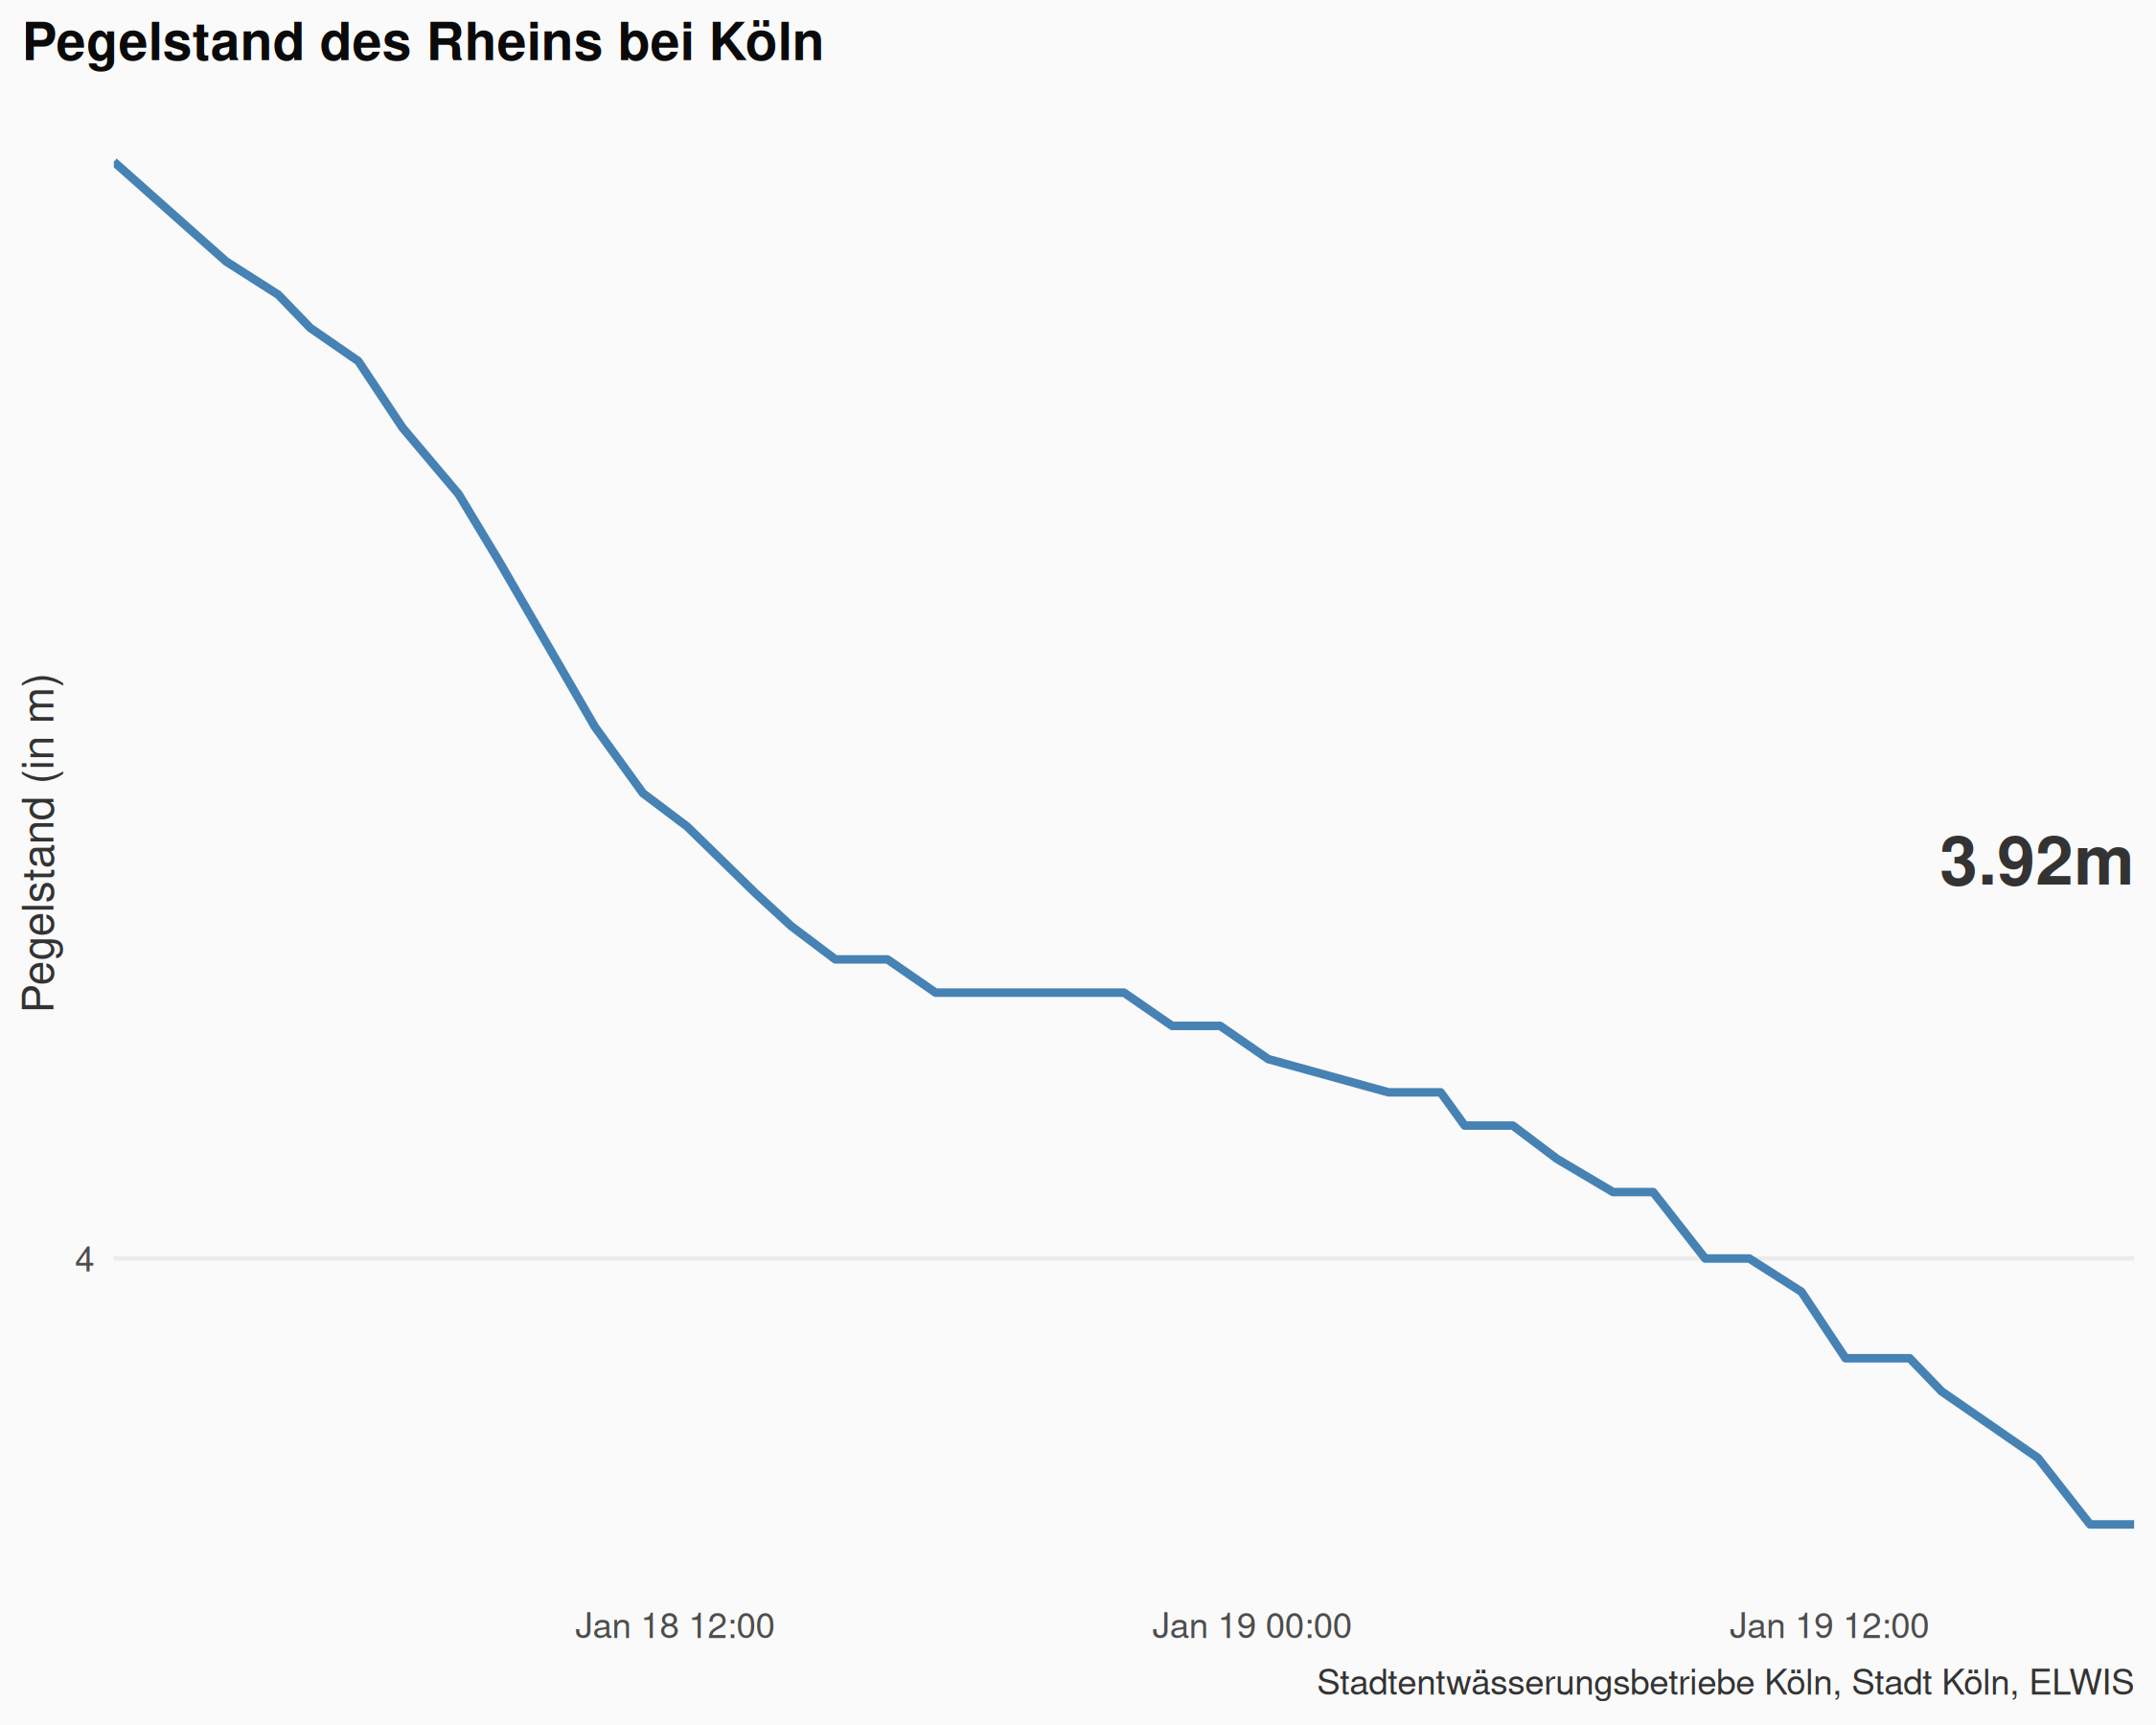 Pegelstand des Rheins bei Köln
Pegelstand (in m)
3.92m
4
Jan 18 12:00
Jan 19 00:00
Jan 19 12:00
Stadtentwässerungsbetriebe Köln, Stadt Köln, ELWIS